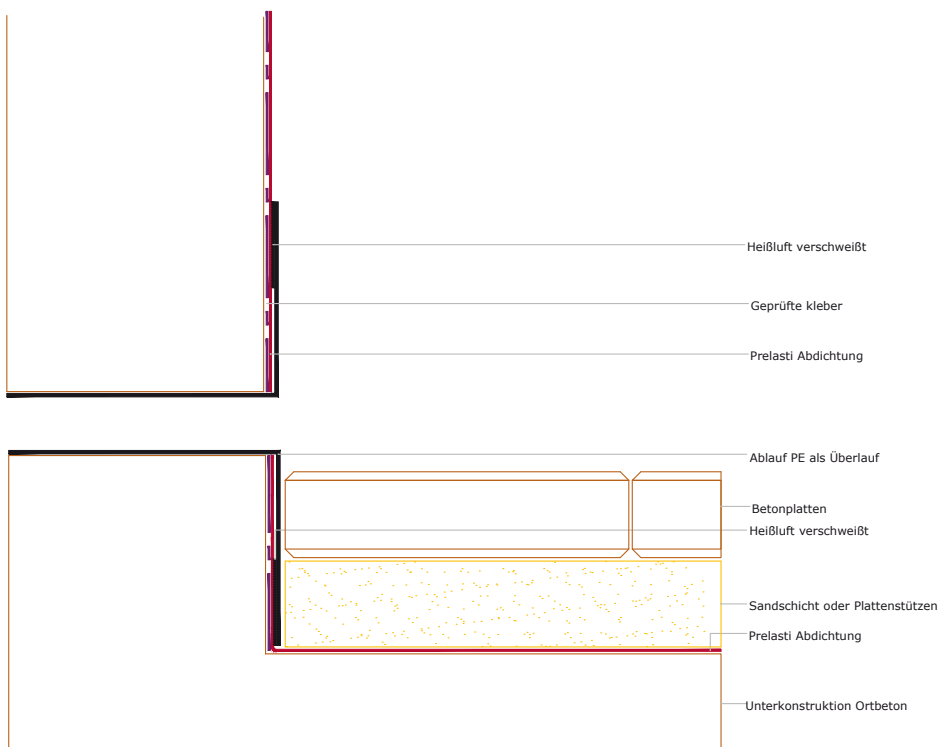 Heißluft verschweißt
Geprüfte kleber
Prelasti Abdichtung
Ablauf PE als Überlauf
Betonplatten
Heißluft verschweißt
Sandschicht oder Plattenstützen
Prelasti Abdichtung
Unterkonstruktion Ortbeton